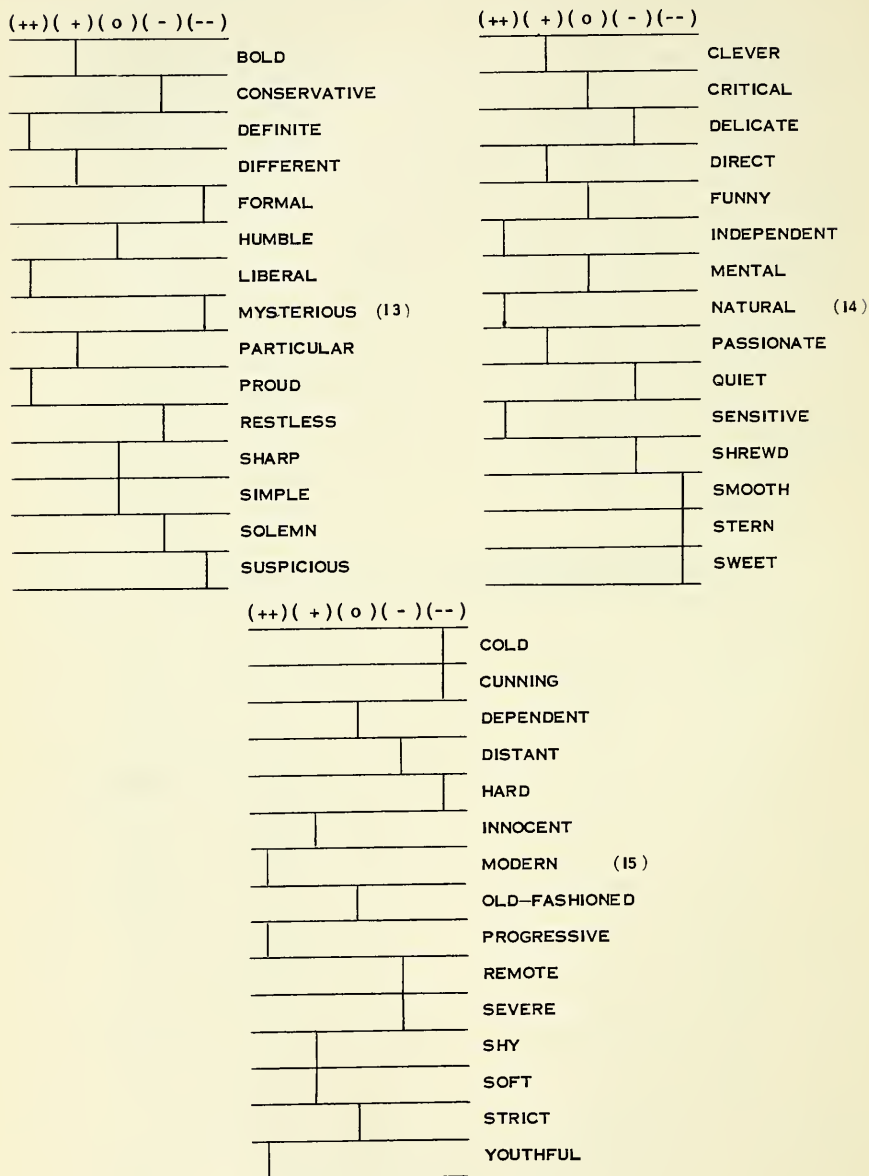 (++)( +)( o )( - )(--)
BOLD
CONSERVATIVE
DEFINITE
DIFFERENT
FORMAL
HUMBLE
LIBERAL
MYSTERIOUS (13)
PARTICULAR
PROUD
RESTLESS
SHARP
SIMPLE
SOLEMN
SUSPICIOUS
(++)( +)( o )( - )(--)
CLEVER
CRITICAL
DELICATE
DIRECT
FUNNY
INDEPENDENT
MENTAL
NATURAL (14)
PASSIONATE
QUIET
SENSITIVE
SHREWD
SMOOTH
STERN
SWEET
(++)( +)( o )( - )(--)
COLD
CUNNING
DEPENDENT
DISTANT
HARD
INNOCENT
MODERN (15)
OLD-FASHIONED
PROGRESSIVE
REMOTE
SEVERE
SHY
SOFT
STRICT
YOUTHFUL